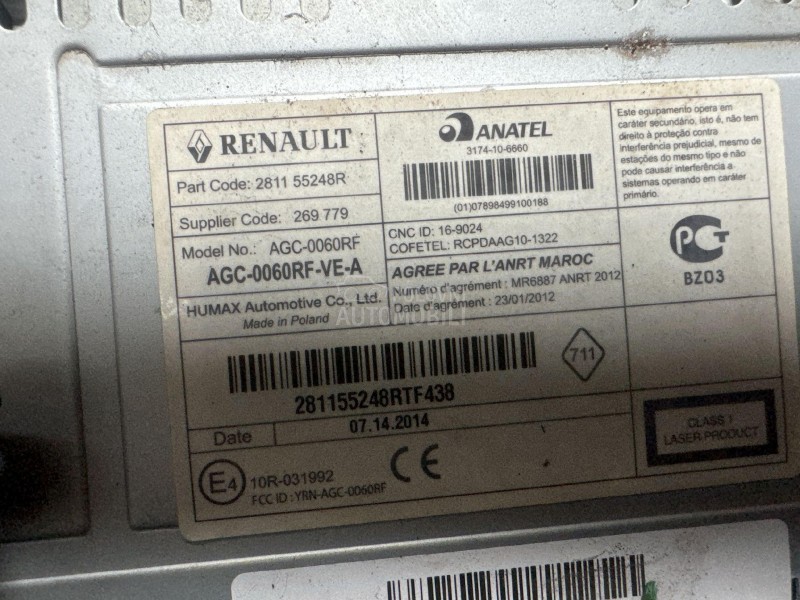 RENAULT
Part Code: 2811 55248R
Supplier Code: 269 779
Model No.: AGC-0060RF
AGC-0060RF-VE-A
HUMAX Automotive Co., Ltd.
Made in Poland
ANATEL
3174-10-6660
(01)07898499100188
CNC ID: 16-9024
COFETEL: RCPDAAG10-1322
AGREE PAR L'ANRT MAROC
Numéro d'agrément : MR6887 ANRT 2012
Date d'agrément : 23/01/2012
Este equipamento opera em
caráter secundário, isto é, não tem
direito à proteção contra
interferência prejudicial, mesmo de
estações do mesmo tipo e não
pode causar interferência a
sistemas operando em caráter
primário.
PCT
BZ03
AUTOMOBILI
711
281155248RTF438
Date
07.14.2014
E4
10R-031992
FCC ID : YRN-AGC-0060RF
CE
CLASS 1
LASER PRODUCT